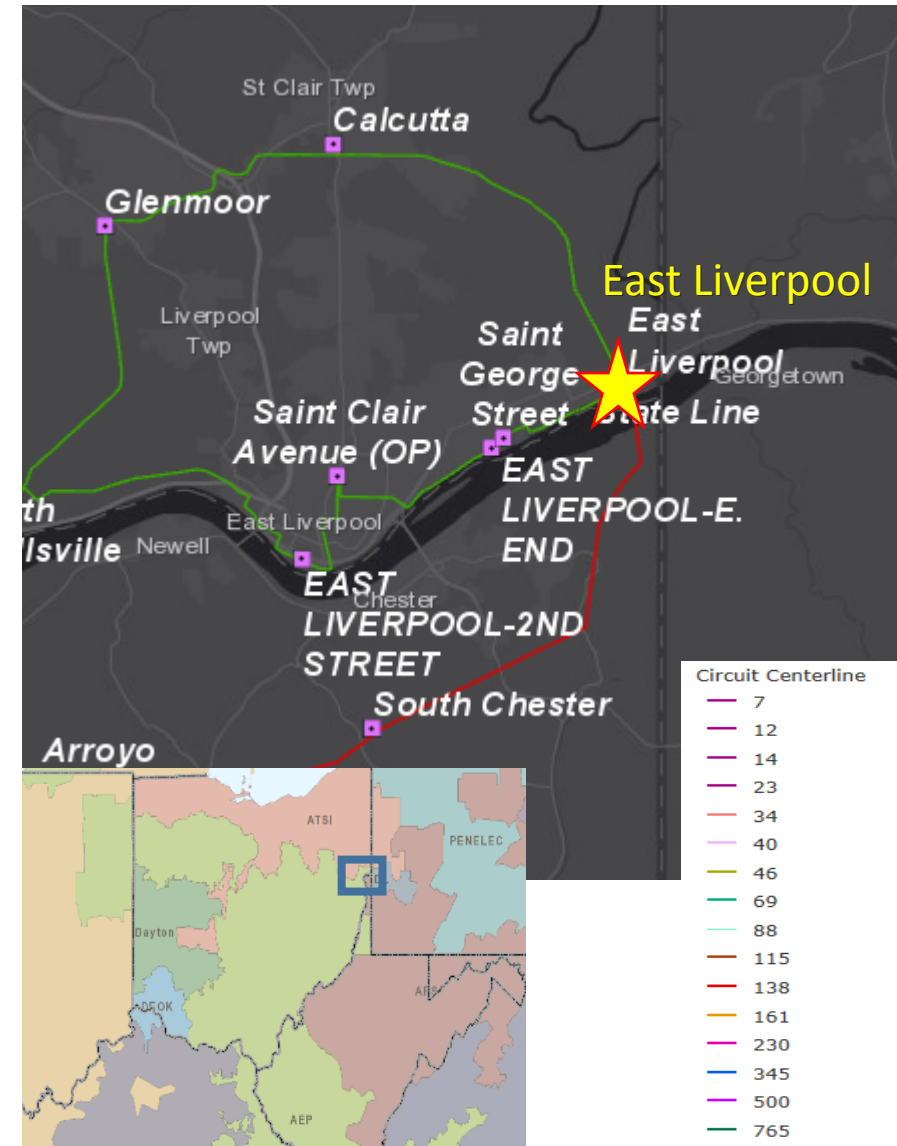 St Clair Twp
Calcutta
Glenmoor
East Liverpool
Liverpool
Twp
East
Liverpool
State Line
Georgetown
Saint
George
Street
Saint Clair
Avenue (OP)
EAST
LIVERPOOL-E.
END
th
llsville
Newell
East Liverpool
Chester
EAST
LIVERPOOL-2ND
STREET
South Chester
Arroyo
Circuit Centerline
7
12
14
23
34
40
46
69
88
115
138
161
230
345
500
765
ATSI
PENELEC
Dayton
DEOK
AEP